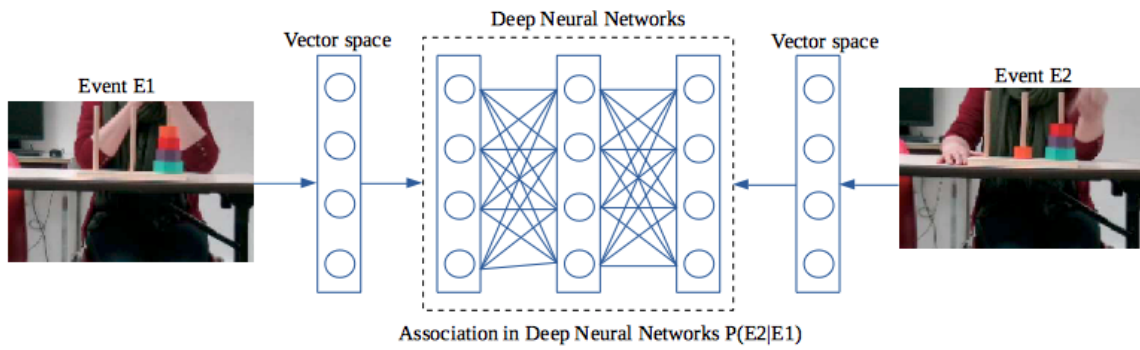 Deep Neural Networks
Vector space
Vector space
Event E1
Event E2
Association in Deep Neural Networks P(E2|E1)